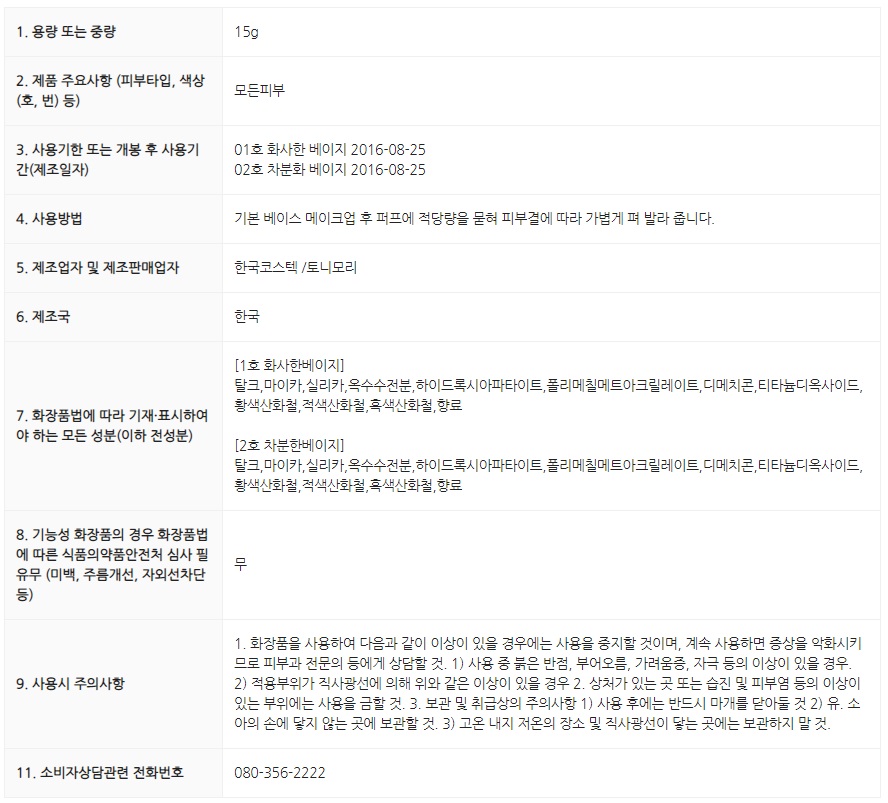 1. 용량 또는 중량
15g
2. 제품 주요사항 (피부타입, 색상
(호, 번) 등)
모든피부
3. 사용기한 또는 개봉 후 사용기
간(제조일자)
01호 화사한 베이지 2016-08-25
02호 차분화 베이지 2016-08-25
4. 사용방법
기본 베이스 메이크업 후 퍼프에 적당량을 묻혀 피부결에 따라 가볍게 펴 발라 줍니다.
5. 제조업자 및 제조판매업자
한국코스텍 /토니모리
6. 제조국
한국
7. 화장품법에 따라 기재·표시하여
야 하는 모든 성분(이하 전성분)
[1호 화사한베이지]
탈크,마이카,실리카,옥수수전분,하이드록시아파타이트,폴리메칠메트아크릴레이트,디메치콘,티타늄디옥사이드,
황색산화철,적색산화철,흑색산화철,향료
[2호 차분한베이지]
탈크,마이카,실리카,옥수수전분,하이드록시아파타이트,폴리메칠메트아크릴레이트,디메치콘,티타늄디옥사이드,
황색산화철,적색산화철,흑색산화철,향료
8. 기능성 화장품의 경우 화장품법
에 따른 식품의약품안전처 심사 필
유무 (미백, 주름개선, 자외선차단
등)
무
9. 사용시 주의사항
1. 화장품을 사용하여 다음과 같이 이상이 있을 경우에는 사용을 중지할 것이며, 계속 사용하면 증상을 악화시키
므로 피부과 전문의 등에게 상담할 것. 1) 사용 중 붉은 반점, 부어오름, 가려움증, 자극 등의 이상이 있을 경우.
2) 적용부위가 직사광선에 의해 위와 같은 이상이 있을 경우 2. 상처가 있는 곳 또는 습진 및 피부염 등의 이상이
있는 부위에는 사용을 금할 것. 3. 보관 및 취급상의 주의사항 1) 사용 후에는 반드시 마개를 닫아둘 것 2) 유. 소
아의 손에 닿지 않는 곳에 보관할 것. 3) 고온 내지 저온의 장소 및 직사광선이 닿는 곳에는 보관하지 말 것.
11. 소비자상담관련 전화번호
080-356-2222